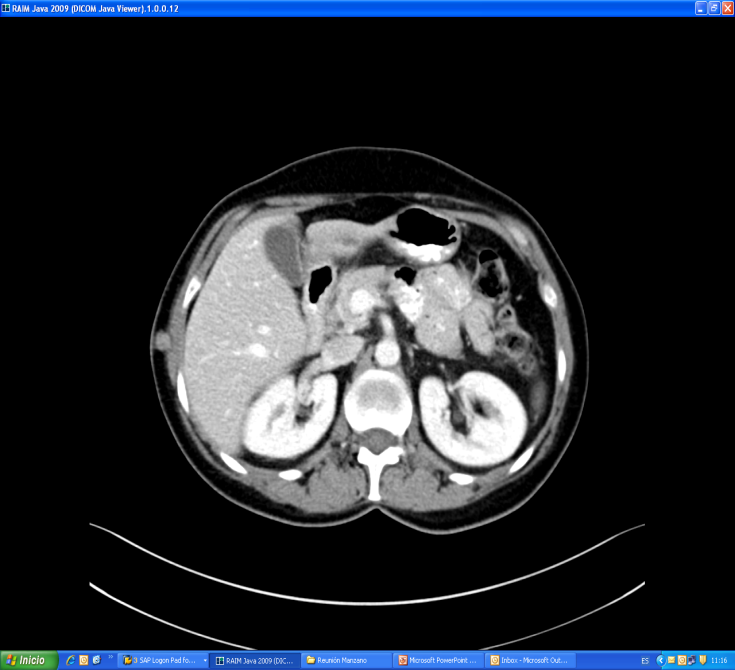 RAIM Java 2009 (DICOM Java Viewer).1.0.0.12
Inicio
3 SAP Logon Pad fo...
RAIM Java 2009 (DIC...
Reunión Manzano
Microsoft PowerPoint ...
Inbox - Microsoft Out...
ES
11:16